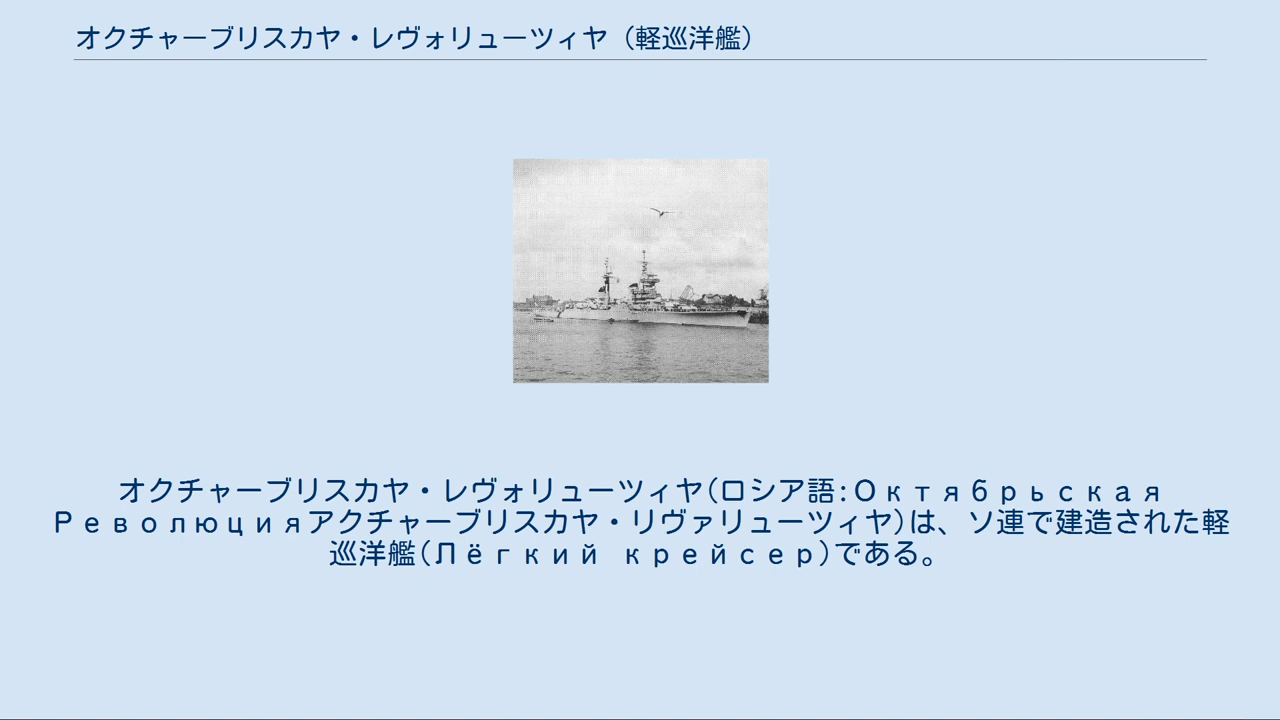 オクチャーブリスカヤ・レヴォリューツィヤ（軽巡洋艦）
オクチャーブリスカヤ・レヴォリューツィヤ(ロシア語:Октябрьская
Революцияアクチャーブリスカヤ・リヴァリューツィヤ)は、ソ連で建造された軽
巡洋艦(Лёгкий крейсер)である。